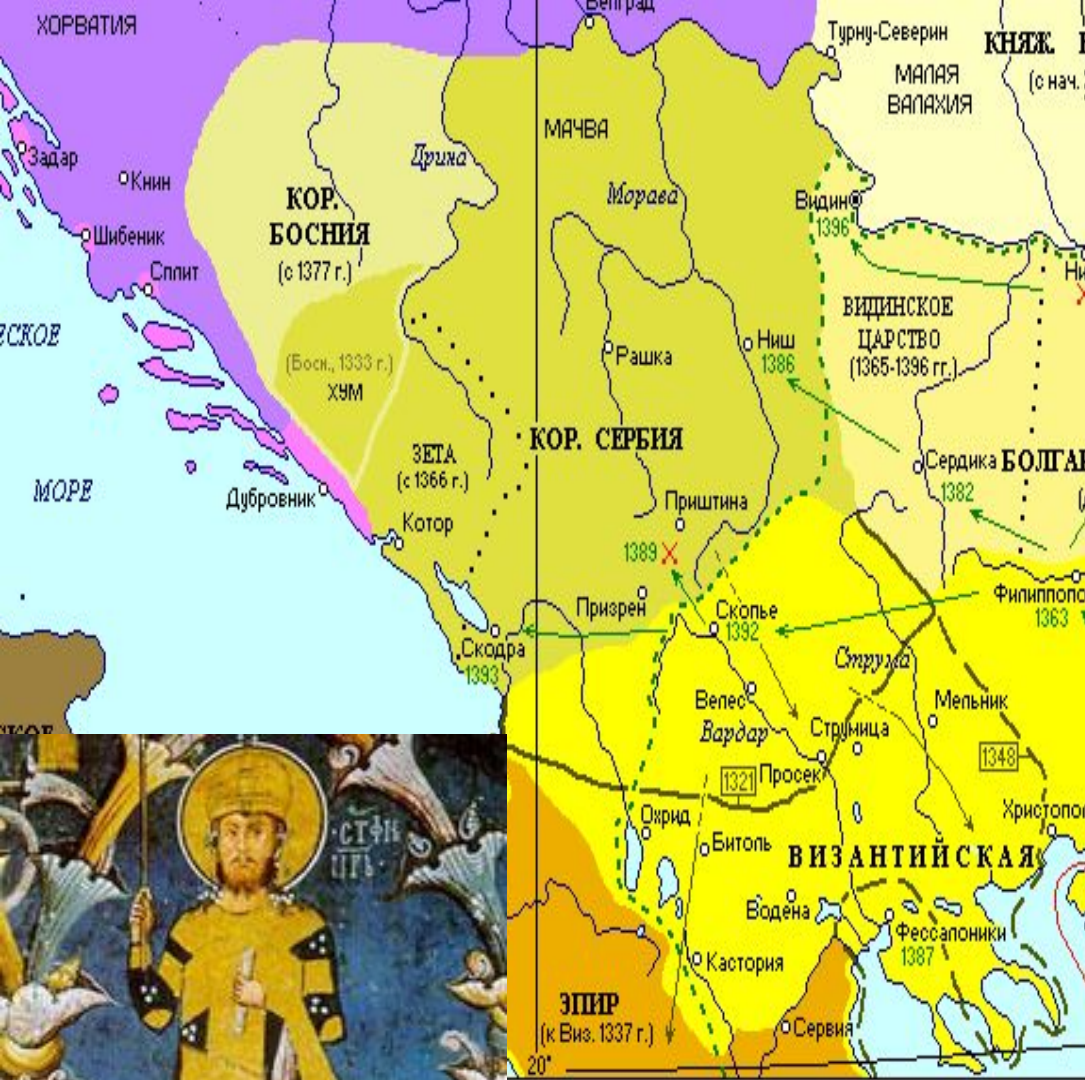 Белград
ХОРВАТИЯ
Турну-Северин
КНЯЖ.
МАЛАЯ
ВАЛАХИЯ
(с нач.
МАЧВА
Задар
Книн
Дрина
Морава
КОР.
БОСНИЯ
(с 1377 г.)
Видин
1396
Шибеник
Сплит
ЕСКОЕ
МОРЕ
ВИДИНСКОЕ
ЦАРСТВО
(1365-1396 гг.)
Ниш
1386
Рашка
(Босн., 1333 г.)
ХУМ
КОР. СЕРБИЯ
ЗЕТА
(с 1366 г.)
Сердика
1382
БОЛГА
Дубровник
Котор
Приштина
1389
Призрен
Скопье
1392
Филиппопо
1363
Скодра
1393
Струма
Велес
Вардар
Мельник
Струмица
Просек
1321
1348
СКОЕ
Охрид
Битоль
Христопо
ВИЗАНТИЙСКАЯ
Водена
Фессалоники
1387
Кастория
ЭПИР
(к Виз. 1337 г.)
Сервия
20°